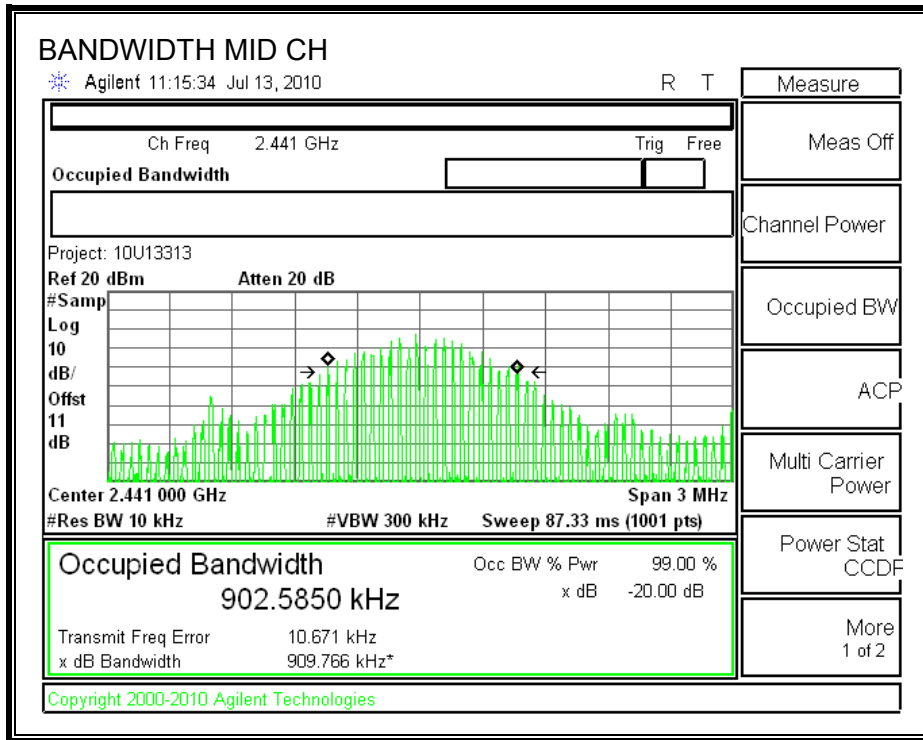 BANDWIDTH MID CH
Agilent 11:15:34 Jul 13, 2010 R T
Measure
Ch Freq 2.441 GHz Trig Free
Occupied Bandwidth
Meas Off
Channel Power
Occupied BW
ACP
Multi Carrier
Power
Power Stat
CCDF
More
1 of 2
Project: 10U13313
Ref 20 dBm Atten 20 dB
#Samp
Log
10
dB/
Offst
11
dB
Center 2.441 000 GHz Span 3 MHz
#Res BW 10 kHz #VBW 300 kHz Sweep 87.33 ms (1001 pts)
Occupied Bandwidth Occ BW % Pwr 99.00 %
902.5850 kHz x dB -20.00 dB
Transmit Freq Error 10.671 kHz
x dB Bandwidth 909.766 kHz*
Copyright 2000-2010 Agilent Technologies